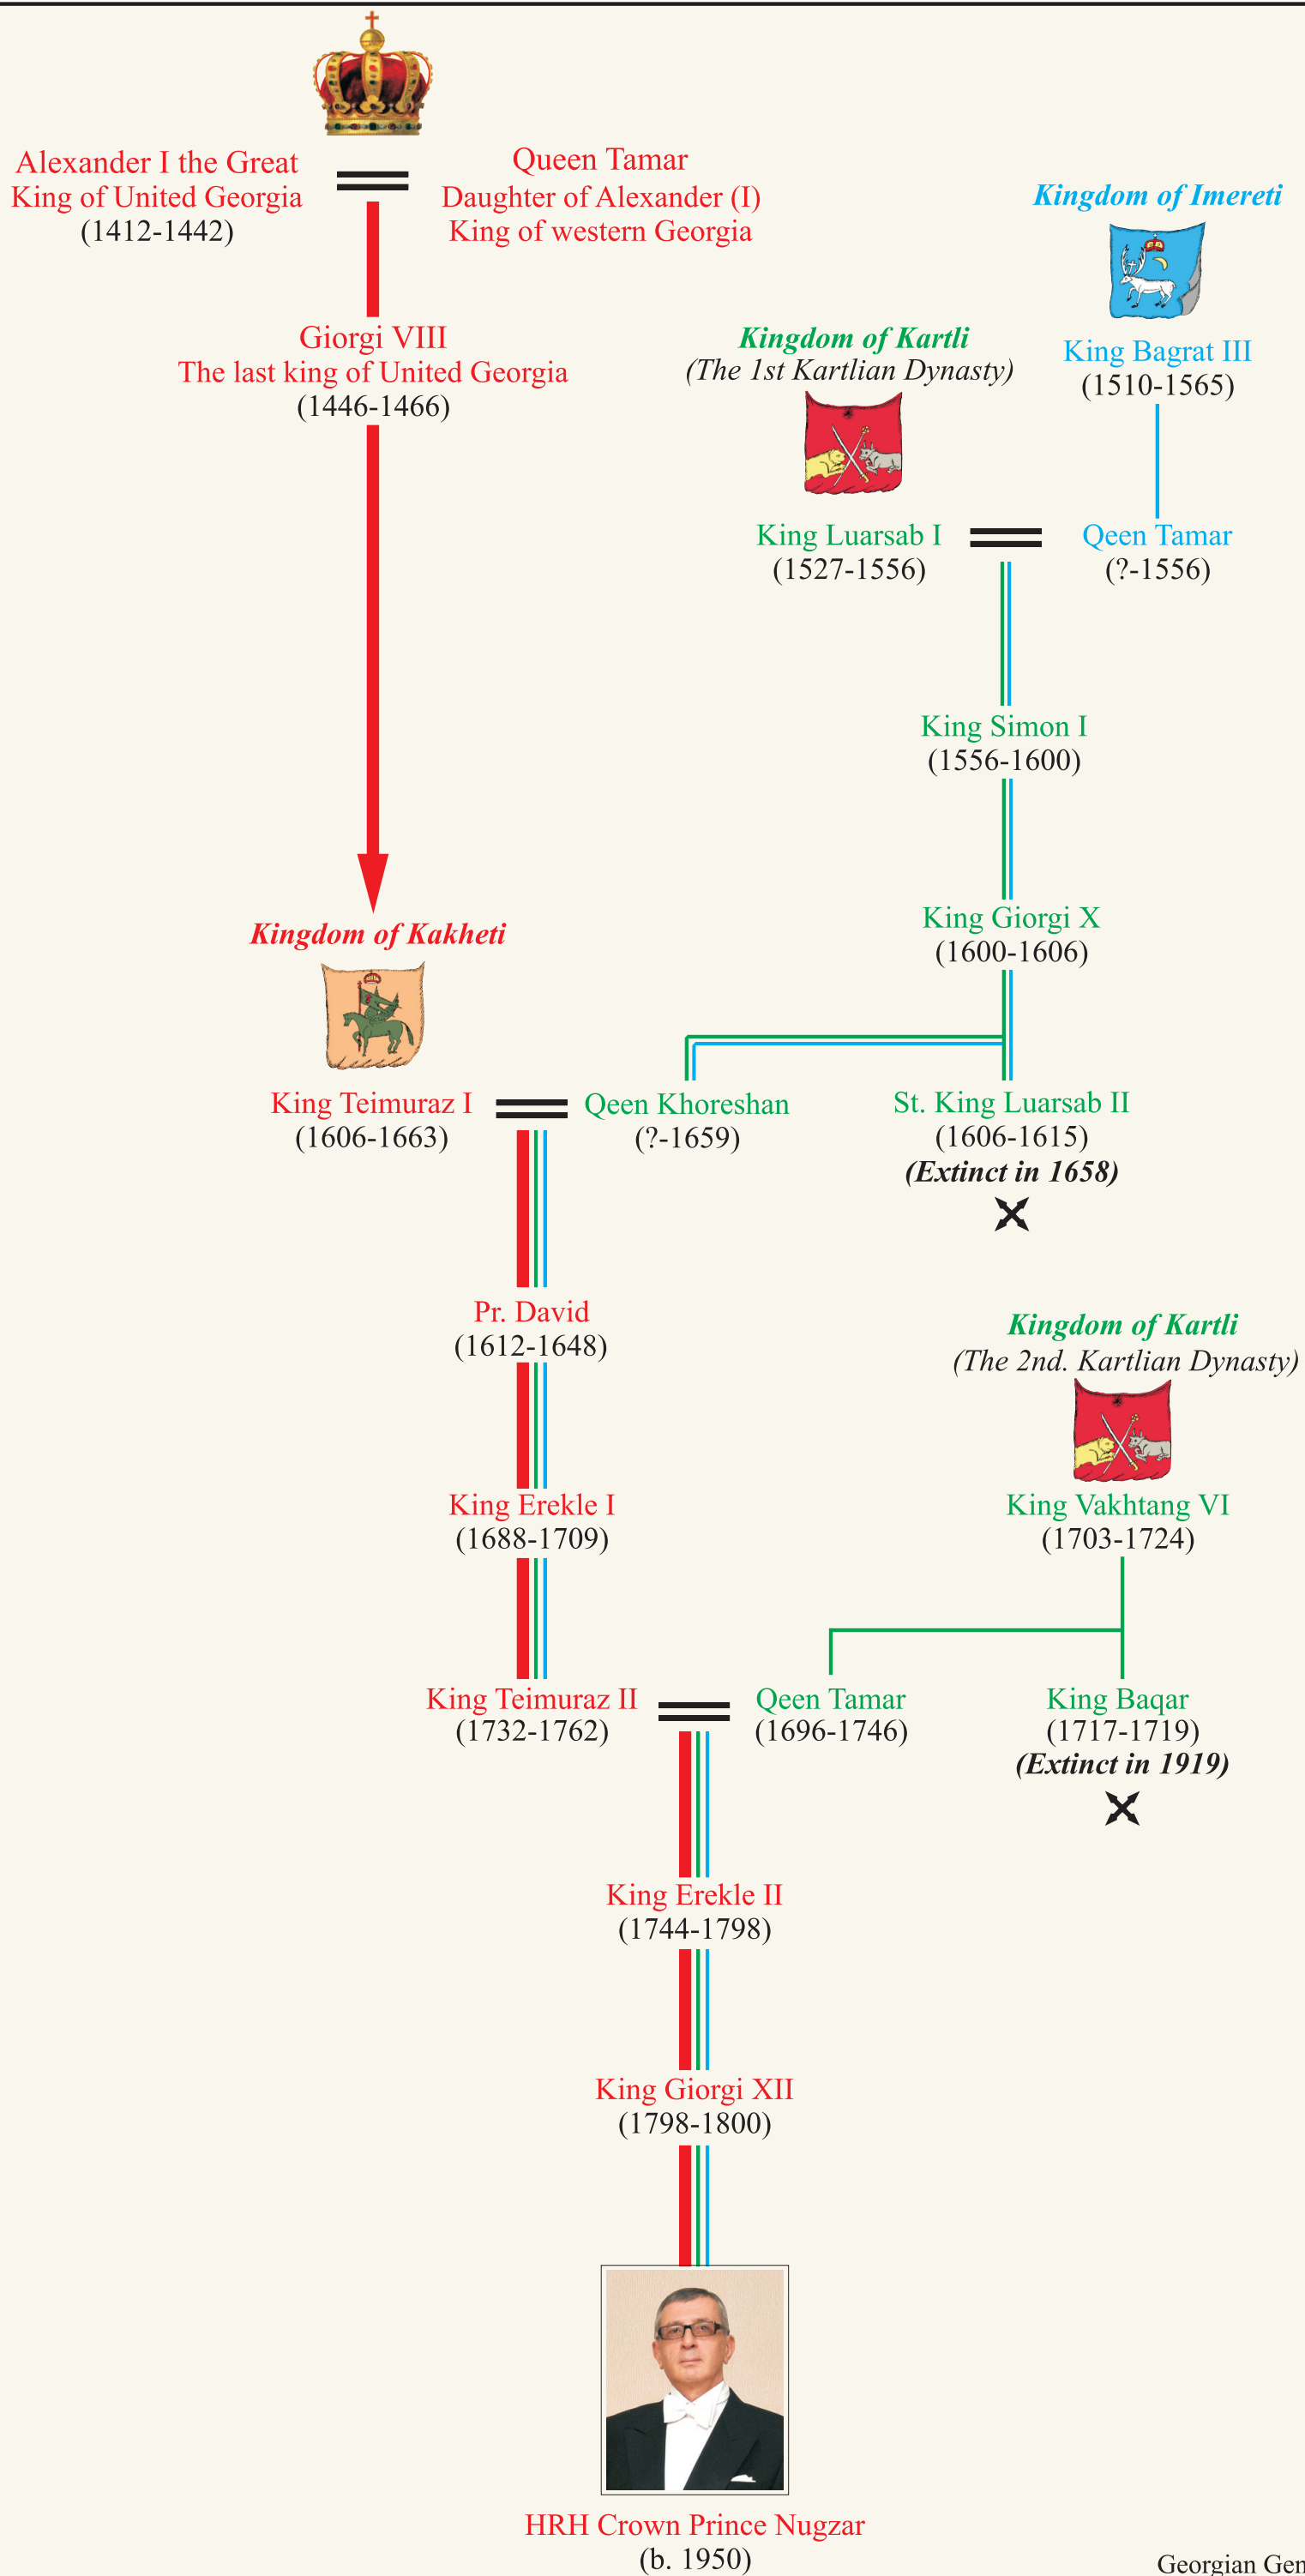 Alexander I the Great
King of United Georgia
(1412-1442)
Queen Tamar
Daughter of Alexander (I)
King of western Georgia
Kingdom of Imereti
Giorgi VIII
The last king of United Georgia
(1446-1466)
Kingdom of Kartli
(The 1st Kartlian Dynasty)
King Bagrat III
(1510-1565)
King Luarsab I
(1527-1556)
Qeen Tamar
(?-1556)
King Simon I
(1556-1600)
King Giorgi X
(1600-1606)
Kingdom of Kakheti
King Teimuraz I
(1606-1663)
Qeen Khoreshan
(?-1659)
St. King Luarsab II
(1606-1615)
(Extinct in 1658)
Pr. David
(1612-1648)
Kingdom of Kartli
(The 2nd. Kartlian Dynasty)
King Erekle I
(1688-1709)
King Vakhtang VI
(1703-1724)
King Teimuraz II
(1732-1762)
Qeen Tamar
(1696-1746)
King Baqar
(1717-1719)
(Extinct in 1919)
King Erekle II
(1744-1798)
King Giorgi XII
(1798-1800)
HRH Crown Prince Nugzar
(b. 1950)
Georgian Gen